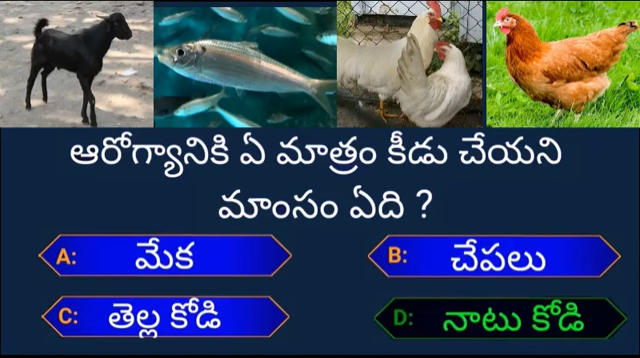 ఆరోగ్యానికి ఏ మాత్రం కీడు చేయని
మాంసం ఏది ?
A: మేక
B: చేపలు
C: తెల్ల కోడి
D: నాటు కోడి